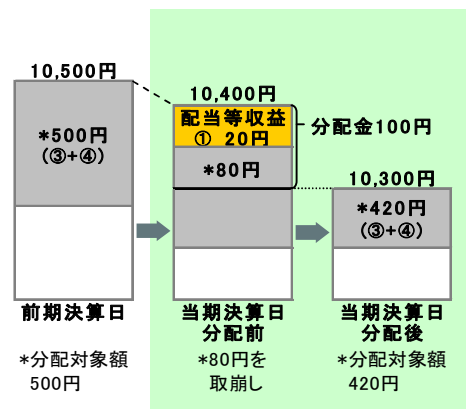 10,500円
*500円
(③+④)
前期決算日
*分配対象額
500円
10,400円
配当等収益
① 20円
*80円
分配金100円
当期決算日
分配前
*80円を
取崩し
10,300円
*420円
(③+④)
当期決算日
分配後
*分配対象額
420円